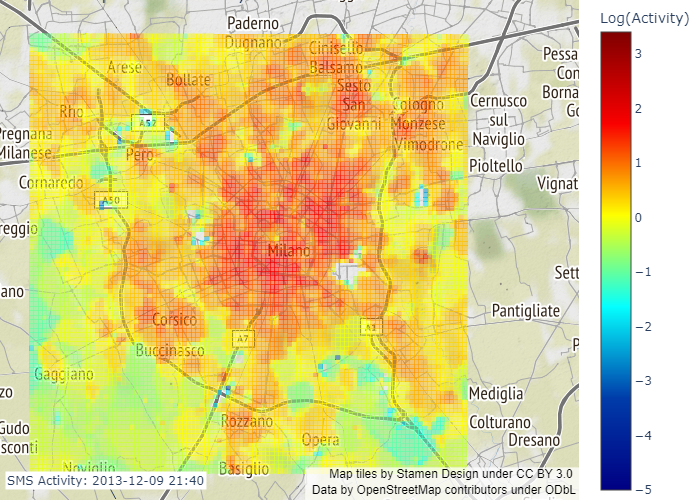 Paderno
Dugnano
Cinisello
Balsamo
Arese
Bollate
Sesto
San
Giovanni
Rho
A52
Cologno
Monzese
Vimodrone
Cernusco
sul
Naviglio
Pessa
Con
Borna
Go
Pregnana
Milanese
Pero
Pioltello
Cornaredo
Vignat
A50
reggio
Milano
Sett
ano
Pantigliate
Corsico
A7
A1
Buccinasco
P
Gaggiano
Mediglia
zo
Rozzano
Colturano
Dresano
Gudo
sconti
Opera
Noviglio
Basiglio
SMS Activity: 2013-12-09 21:40
Map tiles by Stamen Design under CC BY 3.0
Data by OpenStreetMap contributors under ODbL
Log(Activity)
3
2
1
0
−1
−2
−3
−4
−5